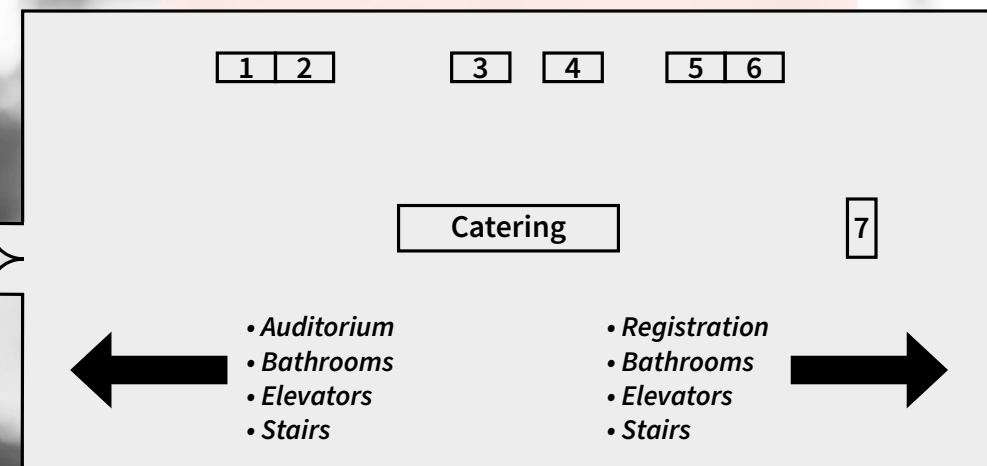 1 2 3 4 5 6
Catering
7
• Auditorium
• Bathrooms
• Elevators
• Stairs
• Registration
• Bathrooms
• Elevators
• Stairs